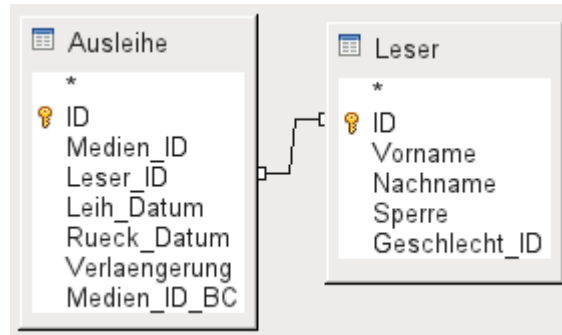 Ausleihe
*
ID
Medien_ID
Leser_ID
Leih_Datum
Rueck_Datum
Verlaengerung
Medien_ID_BC
Leser
*
ID
Vorname
Nachname
Sperre
Geschlecht_ID